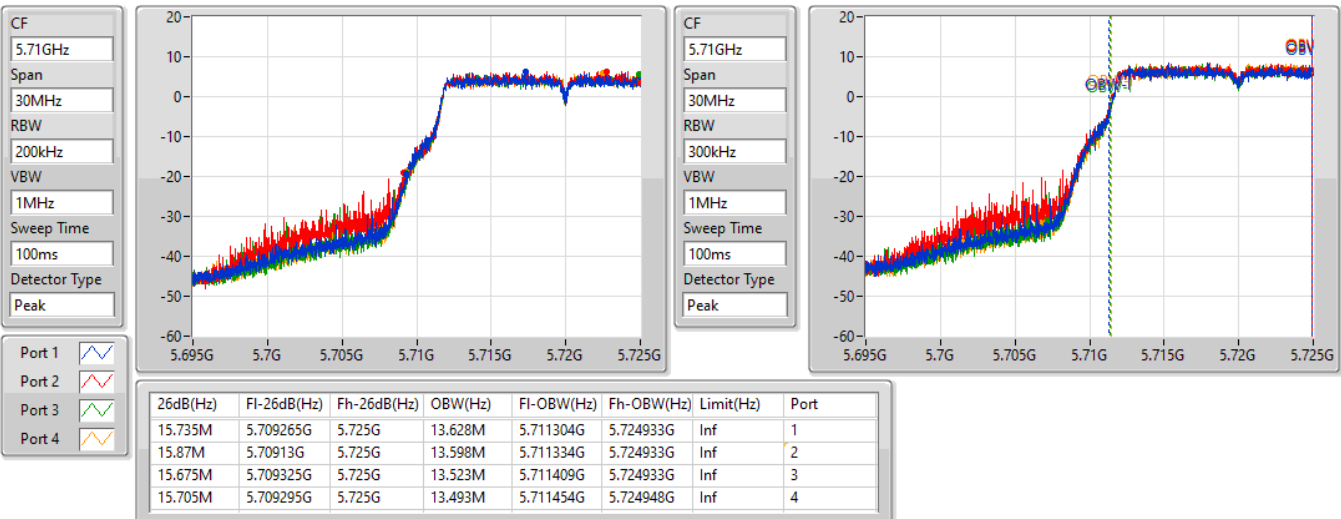 CF
5.71GHz
Span
30MHz
RBW
200kHz
VBW
1MHz
Sweep Time
100ms
Detector Type
Peak
20
10
0
-10
-20
-30
-40
-50
-60
5.695G 5.7G 5.705G 5.71G 5.715G 5.72G 5.725G
CF
5.71GHz
Span
30MHz
RBW
300kHz
VBW
1MHz
Sweep Time
100ms
Detector Type
Peak
20
10
0
-10
-20
-30
-40
-50
-60
5.695G 5.7G 5.705G 5.71G 5.715G 5.72G 5.725G
Port 1
Port 2
Port 3
Port 4
26dB(Hz) Fl-26dB(Hz) Fh-26dB(Hz) OBW(Hz) Fl-OBW(Hz) Fh-OBW(Hz) Limit(Hz) Port
15.735M 5.709265G 5.725G 13.628M 5.711304G 5.724933G Inf 1
15.87M 5.70913G 5.725G 13.598M 5.711334G 5.724933G Inf 2
15.675M 5.709325G 5.725G 13.523M 5.711409G 5.724933G Inf 3
15.705M 5.709295G 5.725G 13.493M 5.711454G 5.724948G Inf 4